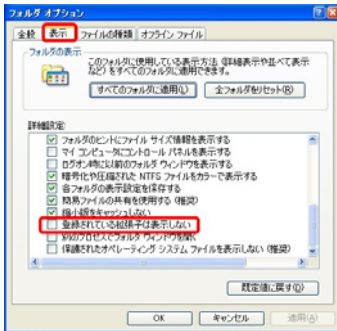 フォルダ オプション
全般 表示 ファイルの種類 オフライン ファイル
フォルダの表示
このフォルダに使用している表示方法 (詳細表示や並べて表示
など) をすべてのフォルダに適用できます。
すべてのフォルダに適用(L) 全フォルダをリセット(R)
詳細設定:
フォルダのヒントにファイル サイズ情報を表示する
マイ コンピュータにコントロール パネルを表示する
ログオン時に以前のフォルダ ウィンドウを表示する
暗号化や圧縮された NTFS ファイルをカラーで表示する
各フォルダの表示設定を保存する
簡易ファイルの共有を使用する (推奨)
縮小版をキャッシュしない
登録されている拡張子は表示しない
別のプロセスでフォルダ ウィンドウを開く
保護されたオペレーティング システム ファイルを表示しない (推奨)
既定値に戻す(D)
OK キャンセル 適用(A)